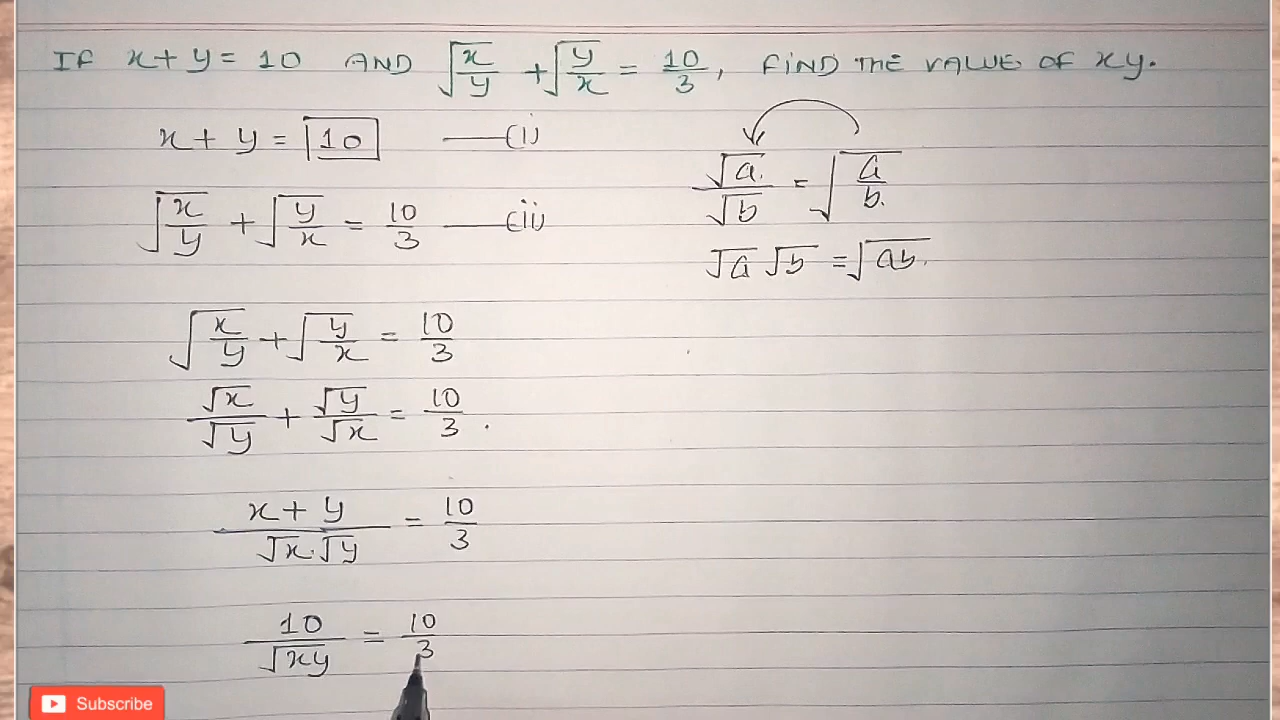 IF x + y = 10 AND √(x/y) + √(y/x) = 10/3, FIND THE VALUE OF xy.
x + y = 10 —(i)
√(x/y) + √(y/x) = 10/3 —(ii)
√(x/y) + √(y/x) = 10/3
√x/√y + √y/√x = 10/3.
(x + y)/(√x·√y) = 10/3
10/√(xy) = 10/3
√a/√b = √(a/b)
√a √b = √(ab).
Subscribe